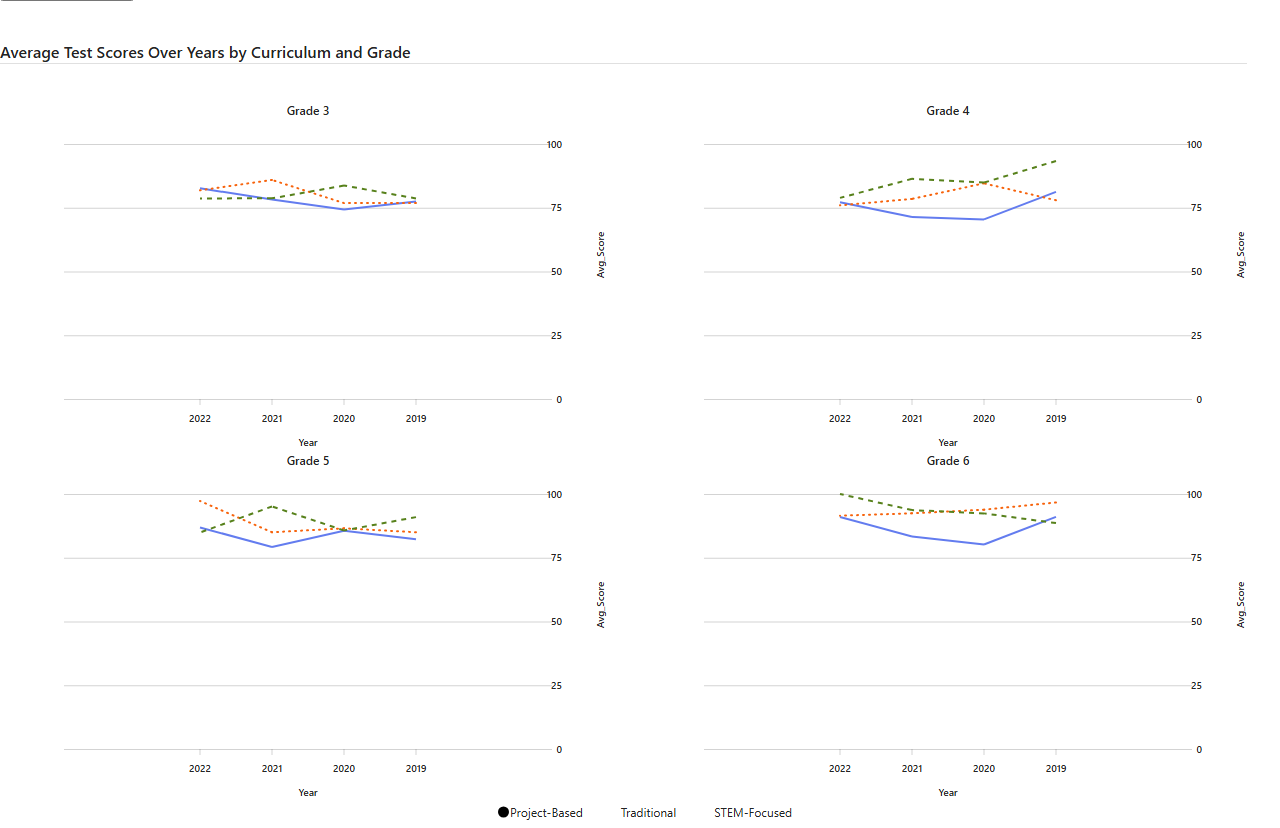 Average Test Scores Over Years by Curriculum and Grade
Grade 3
100
75
50
25
0
Avg_Score
2022 2021 2020 2019
Year
Grade 4
100
75
50
25
0
Avg_Score
2022 2021 2020 2019
Year
Grade 5
100
75
50
25
0
Avg_Score
2022 2021 2020 2019
Year
Grade 6
100
75
50
25
0
Avg_Score
2022 2021 2020 2019
Year
Project-Based Traditional STEM-Focused